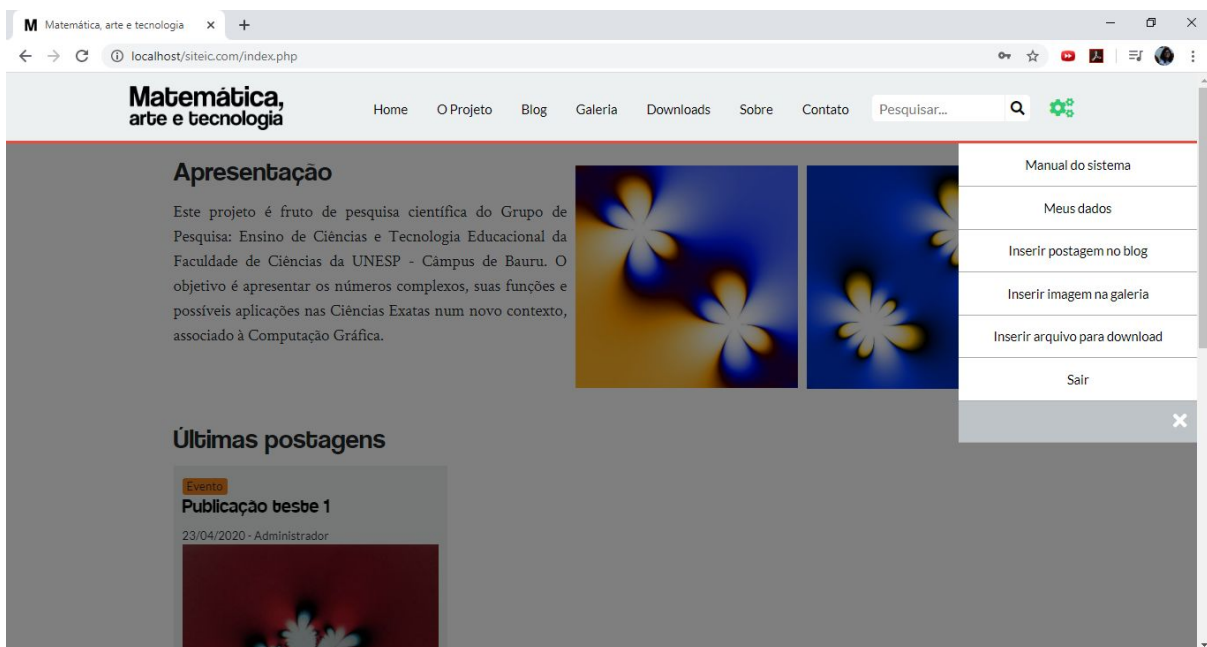 Matemática, arte e tecnologia
localhost/siteic.com/index.php
Matemática,
arte e tecnologia
Home O Projeto Blog Galeria Downloads Sobre Contato Pesquisar...
Manual do sistema
Meus dados
Inserir postagem no blog
Inserir imagem na galeria
Inserir arquivo para download
Sair
Apresentação
Este projeto é fruto de pesquisa científica do Grupo de
Pesquisa: Ensino de Ciências e Tecnologia Educacional da
Faculdade de Ciências da UNESP - Câmpus de Bauru. O
objetivo é apresentar os números complexos, suas funções e
possíveis aplicações nas Ciências Exatas num novo contexto,
associado à Computação Gráfica.
Últimas postagens
Evento
Publicação teste 1
23/04/2020 - Administrador